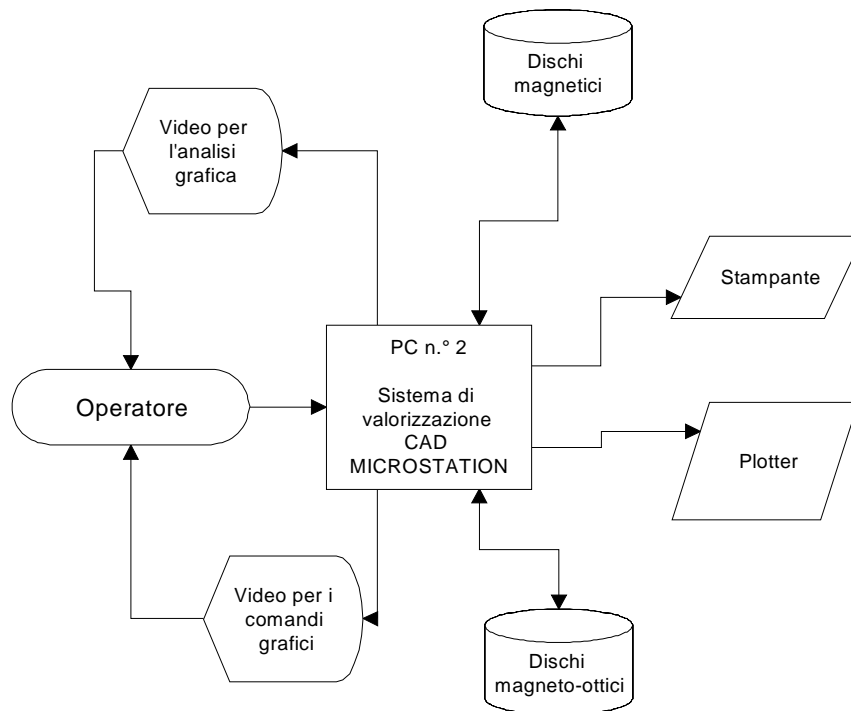 Dischi
magnetici
Video per
l'analisi
grafica
Stampante
PC n.° 2
Sistema di
valorizzazione
CAD
MICROSTATION
Operatore
Plotter
Video per i
comandi
grafici
Dischi
magneto-ottici